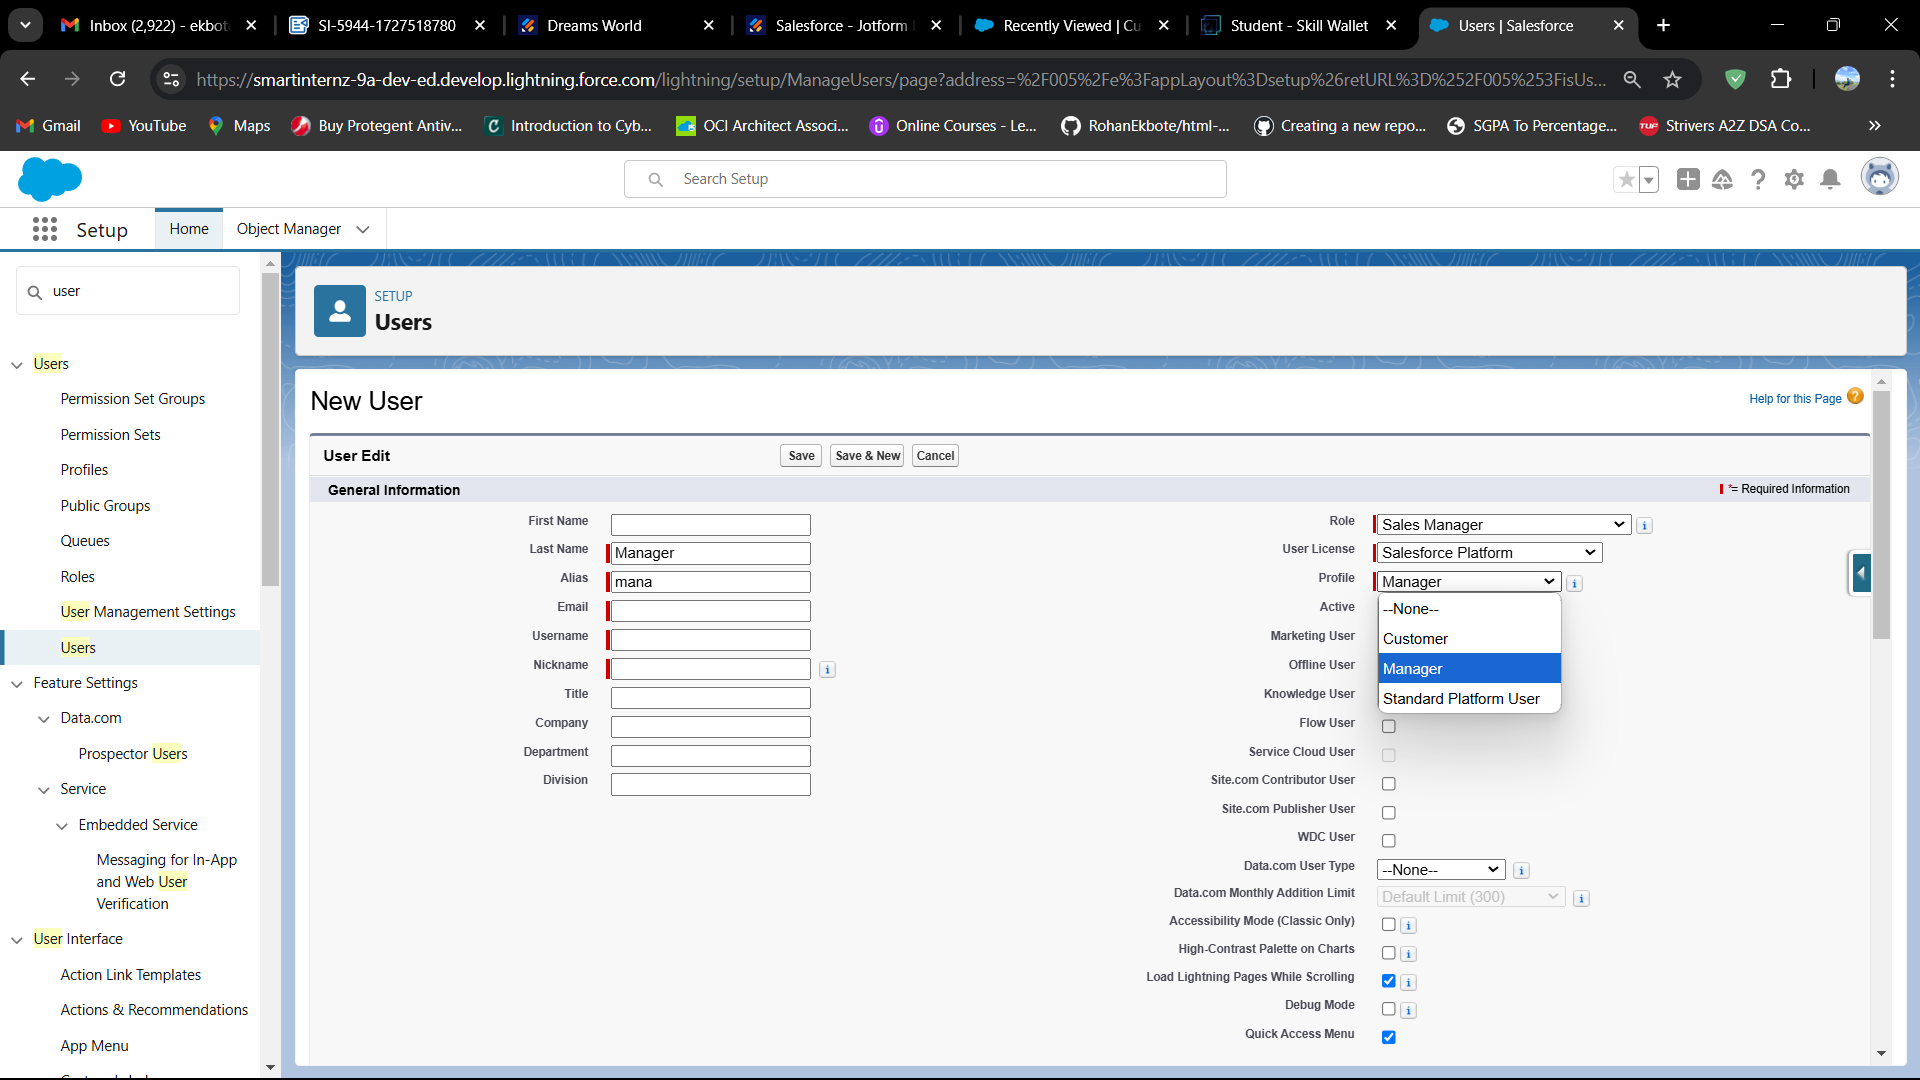 Inbox (2,922) - ekbot
SI-5944-1727518780
Dreams World
Salesforce - Jotform
Recently Viewed | Cu
Student - Skill Wallet
Users | Salesforce
https://smartinternz-9a-dev-ed.develop.lightning.force.com/lightning/setup/ManageUsers/page?address=%2F005%2Fe%3FappLayout%3Dsetup%26retURL%3D%252F005%253FisUs...
Gmail
YouTube
Maps
Buy Protegent Antiv...
Introduction to Cyb...
OCI Architect Associ...
Online Courses - Le...
RohanEkbote/html-...
Creating a new repo...
SGPA To Percentage...
TUF
Strivers A2Z DSA Co...
Search Setup
Setup
Home
Object Manager
user
SETUP
Users
Users
Permission Set Groups
Permission Sets
Profiles
Public Groups
Queues
Roles
User Management Settings
Users
Feature Settings
Data.com
Prospector Users
Service
Embedded Service
Messaging for In-App
and Web User
Verification
User Interface
Action Link Templates
Actions & Recommendations
App Menu
New User
Help for this Page
User Edit
Save
Save & New
Cancel
General Information
*= Required Information
First Name
Last Name Manager
Alias mana
Email
Username
Nickname
Title
Company
Department
Division
Role Sales Manager
User License Salesforce Platform
Profile Manager
--None--
Customer
Manager
Standard Platform User
Active
Marketing User
Offline User
Knowledge User
Flow User
Service Cloud User
Site.com Contributor User
Site.com Publisher User
WDC User
Data.com User Type --None--
Data.com Monthly Addition Limit Default Limit (300)
Accessibility Mode (Classic Only)
High-Contrast Palette on Charts
Load Lightning Pages While Scrolling
Debug Mode
Quick Access Menu